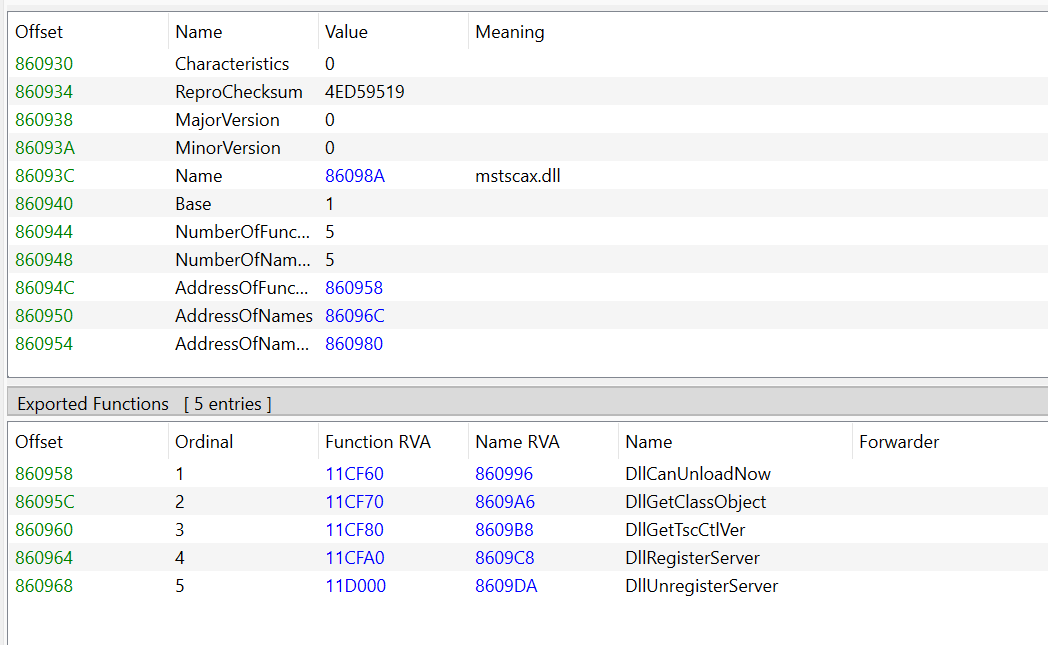 Offset Name Value Meaning
860930 Characteristics 0
860934 ReproChecksum 4ED59519
860938 MajorVersion 0
86093A MinorVersion 0
86093C Name 86098A mstscax.dll
860940 Base 1
860944 NumberOfFunc... 5
860948 NumberOfNam... 5
86094C AddressOfFunc... 860958
860950 AddressOfNames 86096C
860954 AddressOfNam... 860980
Exported Functions [ 5 entries ]
Offset Ordinal Function RVA Name RVA Name Forwarder
860958 1 11CF60 860996 DllCanUnloadNow
86095C 2 11CF70 8609A6 DllGetClassObject
860960 3 11CF80 8609B8 DllGetTscCtlVer
860964 4 11CFA0 8609C8 DllRegisterServer
860968 5 11D000 8609DA DllUnregisterServer